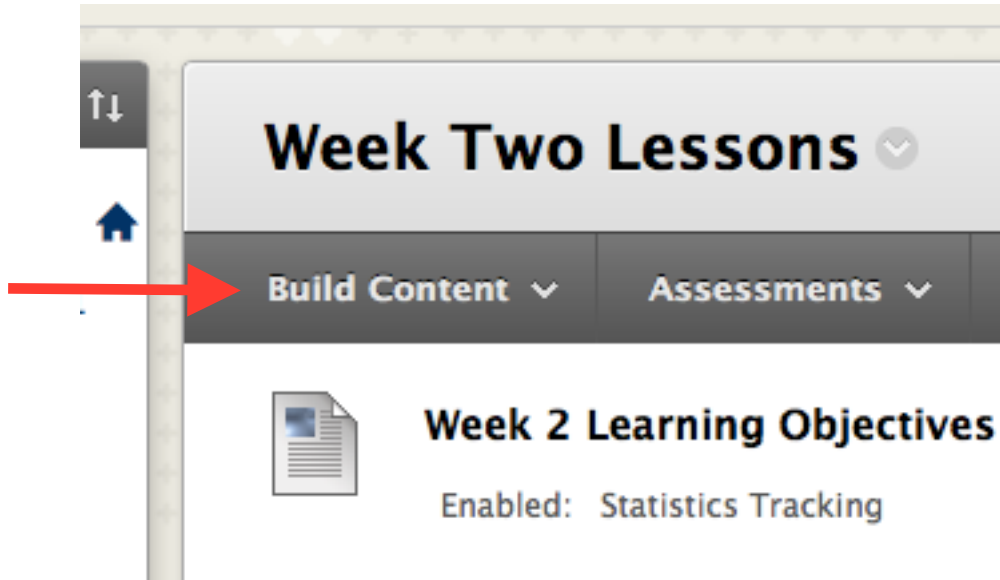 Week Two Lessons
Build Content
Assessments
Week 2 Learning Objectives
Enabled: Statistics Tracking